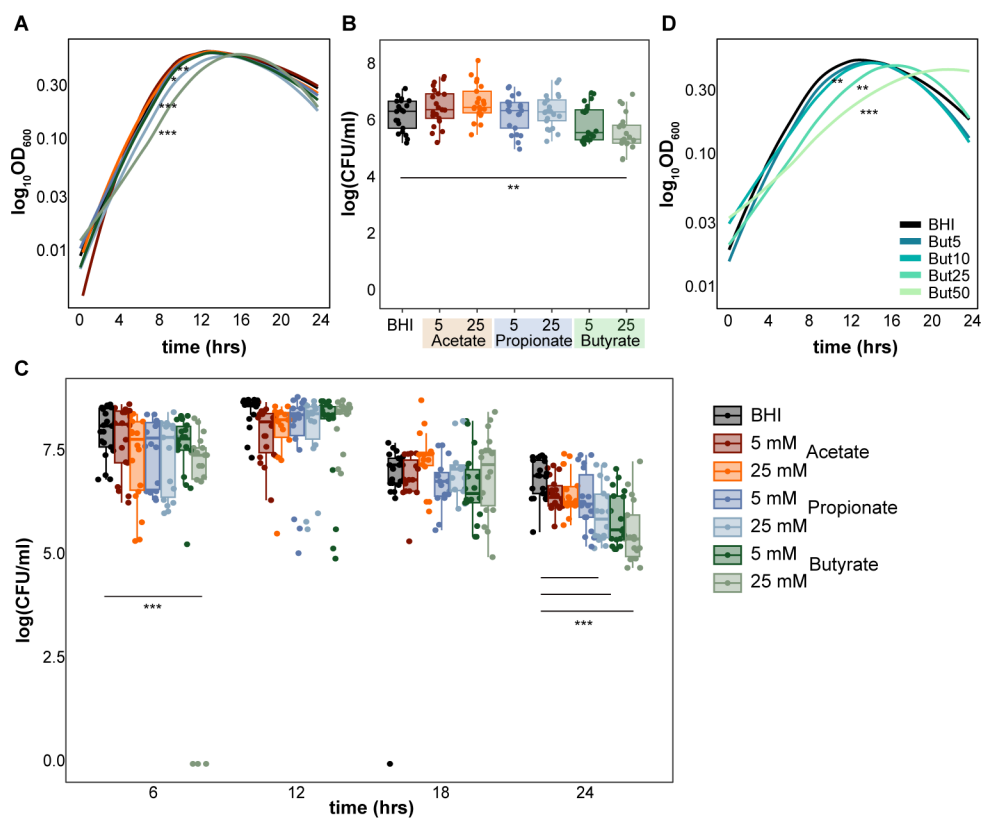 A
log₁₀OD₆₀₀
0.30
0.10
0.03
0.01
**
*
***
***
0 4 8 12 16 20 24
time (hrs)
B
log(CFU/ml)
8
6
4
2
0
**
BHI 5 25 5 25 5 25
Acetate Propionate Butyrate
D
log₁₀OD₆₀₀
0.30
0.10
0.03
0.01
**
**
***
BHI
But5
But10
But25
But50
0 4 8 12 16 20 24
time (hrs)
C
log(CFU/ml)
7.5
5.0
2.5
0.0
***
***
6 12 18 24
time (hrs)
BHI
5 mM
Acetate
25 mM
5 mM
Propionate
25 mM
5 mM
Butyrate
25 mM